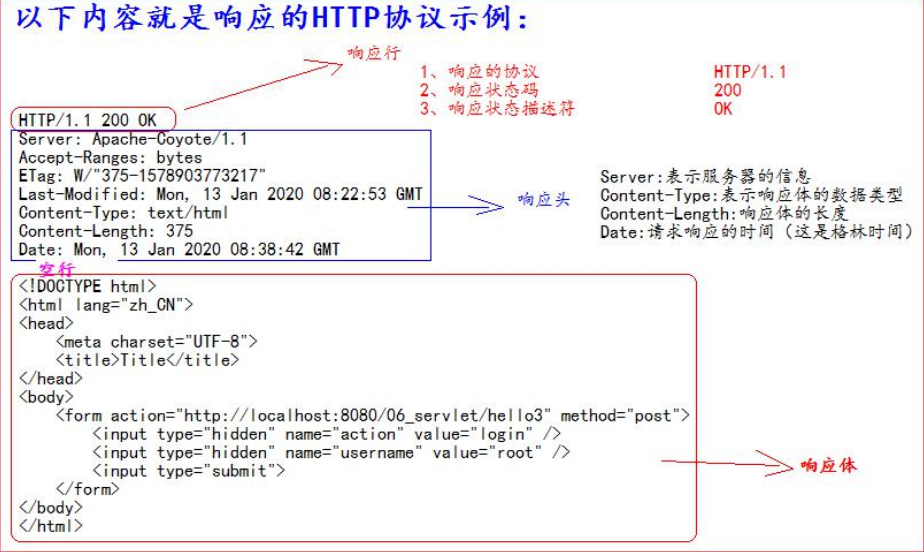 以下内容就是响应的HTTP协议示例：
响应行
1、响应的协议 HTTP/1.1
2、响应状态码 200
3、响应状态描述符 OK
HTTP/1.1 200 OK
Server: Apache-Coyote/1.1
Accept-Ranges: bytes
ETag: W/"375-1578903773217"
Last-Modified: Mon, 13 Jan 2020 08:22:53 GMT
Content-Type: text/html
Content-Length: 375
Date: Mon, 13 Jan 2020 08:38:42 GMT
响应头
Server:表示服务器的信息
Content-Type:表示响应体的数据类型
Content-Length:响应体的长度
Date:请求响应的时间（这是格林时间）
空行
<!DOCTYPE html>
<html lang="zh_CN">
<head>
    <meta charset="UTF-8">
    <title>Title</title>
</head>
<body>
    <form action="http://localhost:8080/06_servlet/hello3" method="post">
        <input type="hidden" name="action" value="login" />
        <input type="hidden" name="username" value="root" />
        <input type="submit">
    </form>
</body>
</html>
响应体